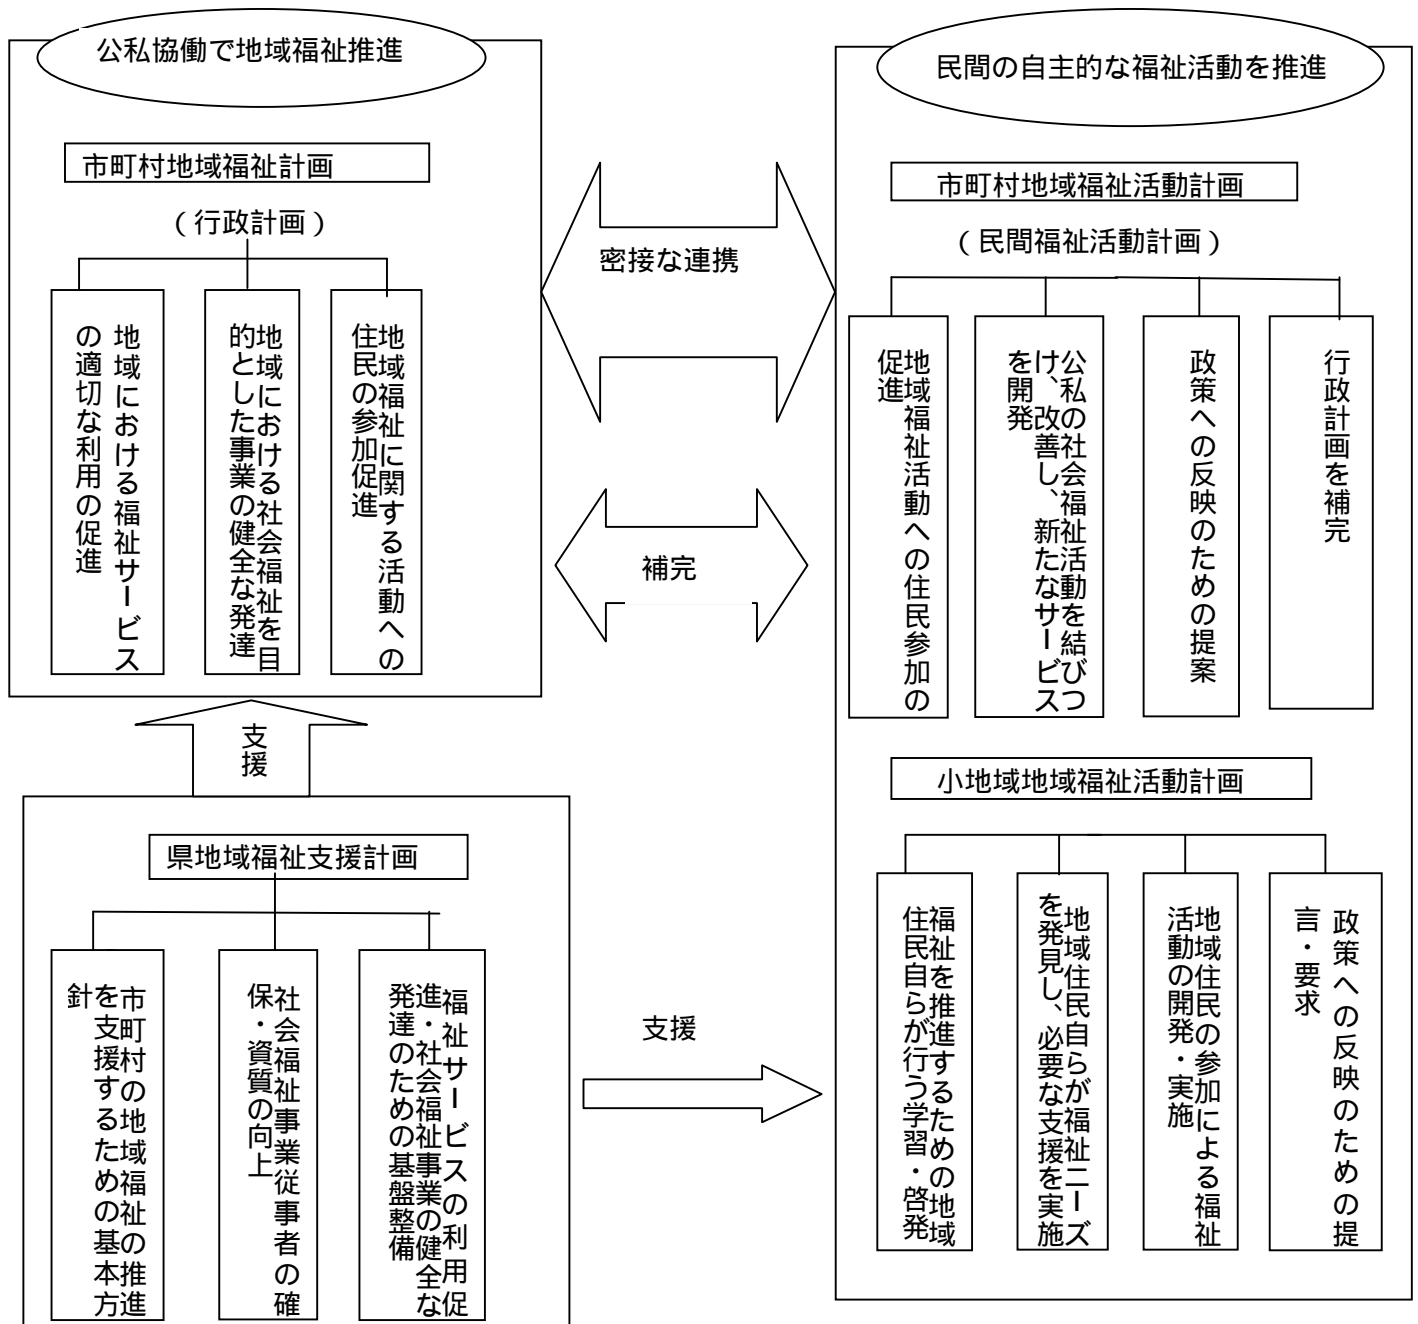 公私協働で地域福祉推進
市町村地域福祉計画
（行政計画）
地域における福祉サービス
の適切な利用の促進
地域における社会福祉を目
的とした事業の健全な発達
地域福祉に関する活動への
住民の参加促進
密接な連携
補完
民間の自主的な福祉活動を推進
市町村地域福祉活動計画
（民間福祉活動計画）
地域福祉活動への住民参加の
促進
公私の社会福祉活動を結びつ
け、改善し、新たなサービス
を開発
政策への反映のための提案
行政計画を補完
小地域地域福祉活動計画
福祉を推進するための地域
住民自らが行う学習・啓発
地域住民自らが福祉ニーズ
を発見し、必要な支援を実施
地域住民の参加による福祉
活動の開発・実施
政策への反映のための提
言・要求
支援
県地域福祉支援計画
市町村の地域福祉の推進
を支援するための基本方
針
社会福祉事業従事者の確
保・資質の向上
福祉サービスの利用促
進・社会福祉事業の健全な
発達のための基盤整備
支援